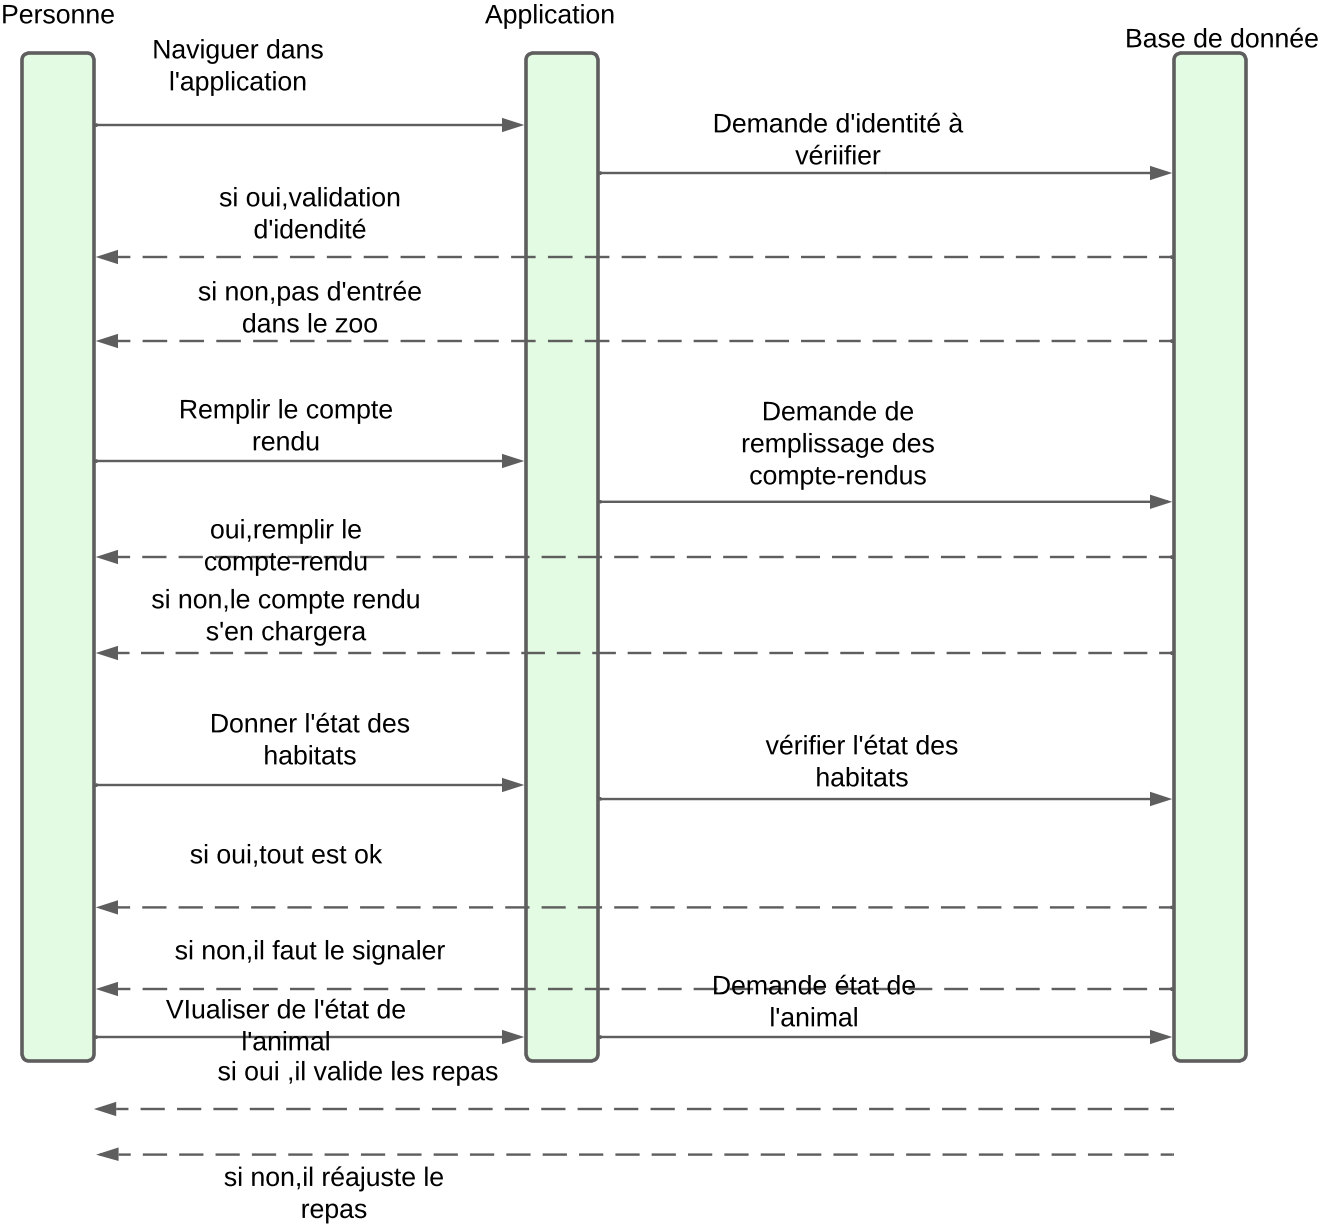 Personne
Application
Base de donnée
Naviguer dans
l'application
Demande d'identité à
vériifier
si oui,validation
d'idendité
si non,pas d'entrée
dans le zoo
Remplir le compte
rendu
Demande de
remplissage des
compte-rendus
oui,remplir le
compte-rendu
si non,le compte rendu
s'en chargera
Donner l'état des
habitats
vérifier l'état des
habitats
si oui,tout est ok
si non,il faut le signaler
Demande état de
l'animal
VIualiser de l'état de
l'animal
si oui ,il valide les repas
si non,il réajuste le
repas